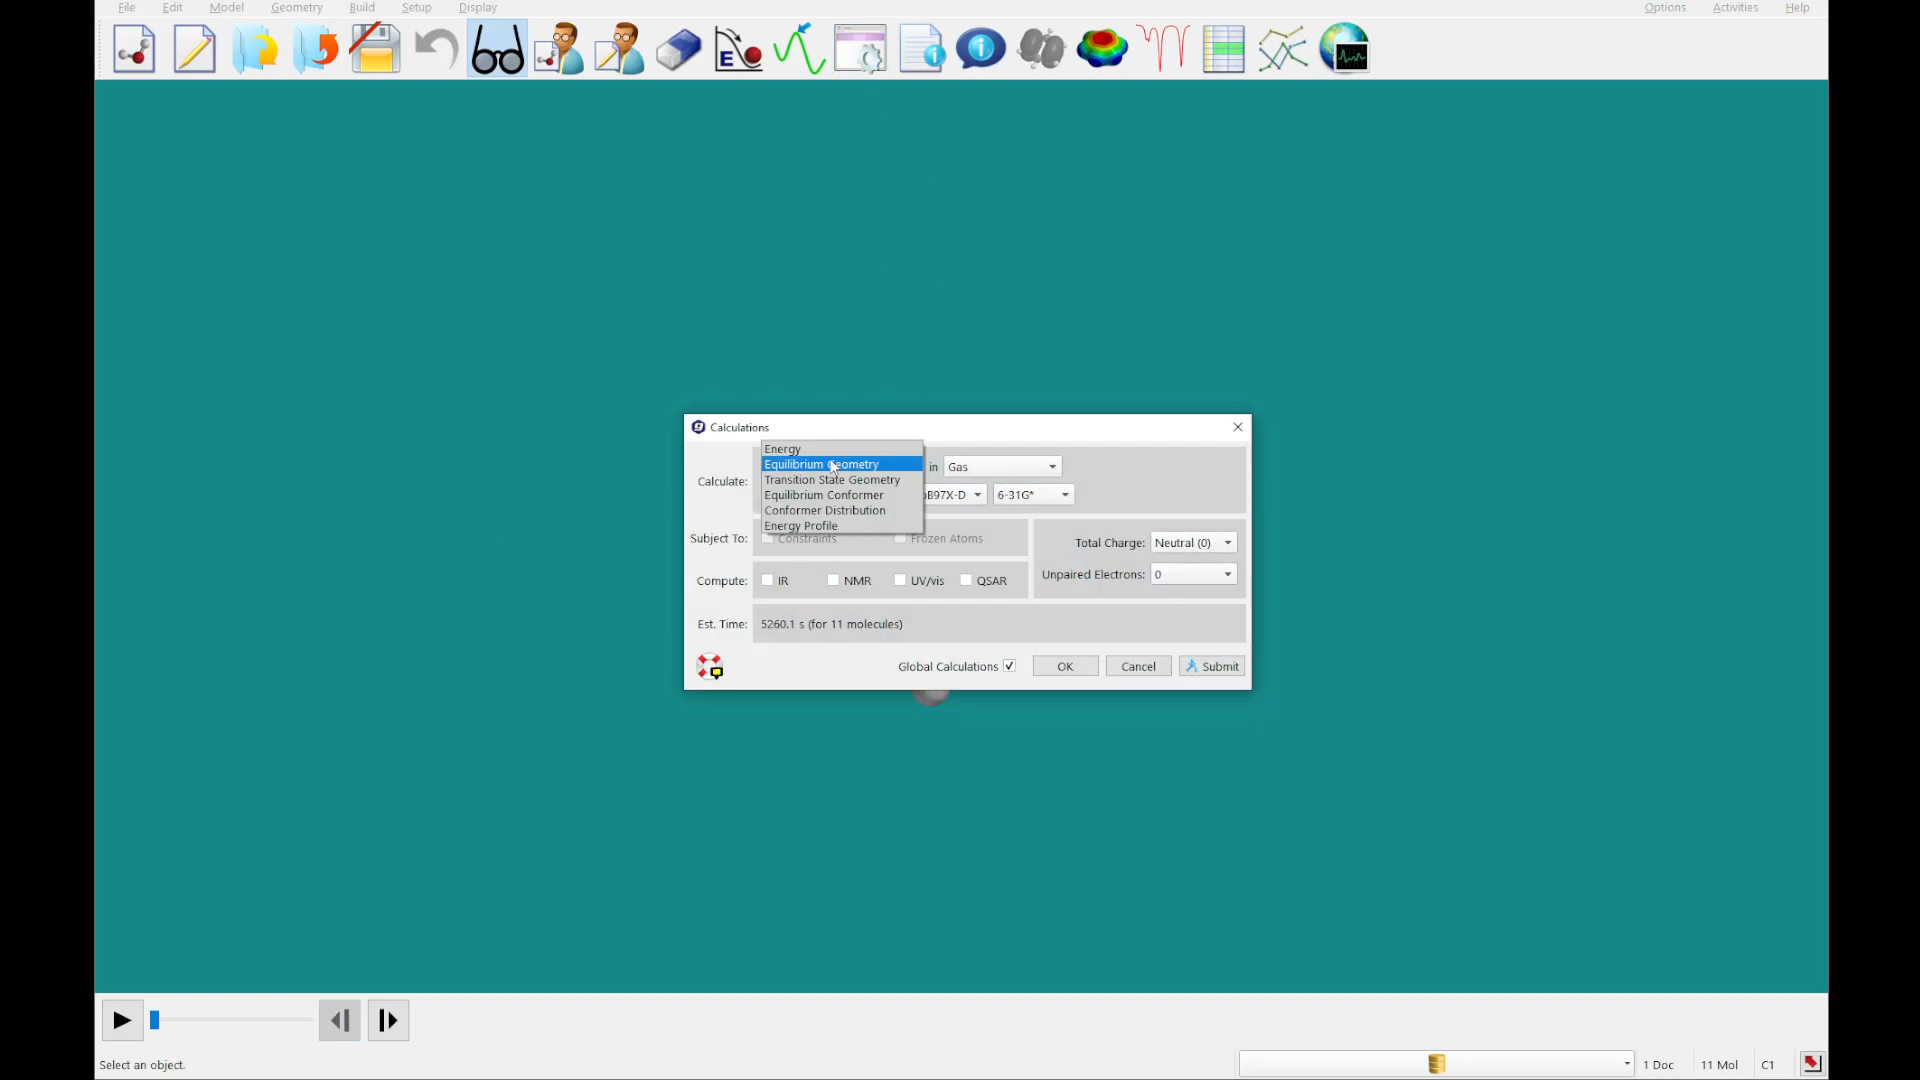 File Edit Model Geometry Build Setup Display Options Activities Help
E
Calculations
Energy
Equilibrium Geometry
Transition State Geometry
Equilibrium Conformer
Conformer Distribution
Energy Profile
Calculate: in Gas
B97X-D 6-31G*
Subject To: Constraints Frozen Atoms
Total Charge: Neutral (0)
Unpaired Electrons: 0
Compute: IR NMR UV/vis QSAR
Est. Time: 5260.1 s (for 11 molecules)
Global Calculations OK Cancel Submit
Select an object. 1 Doc 11 Mol C1